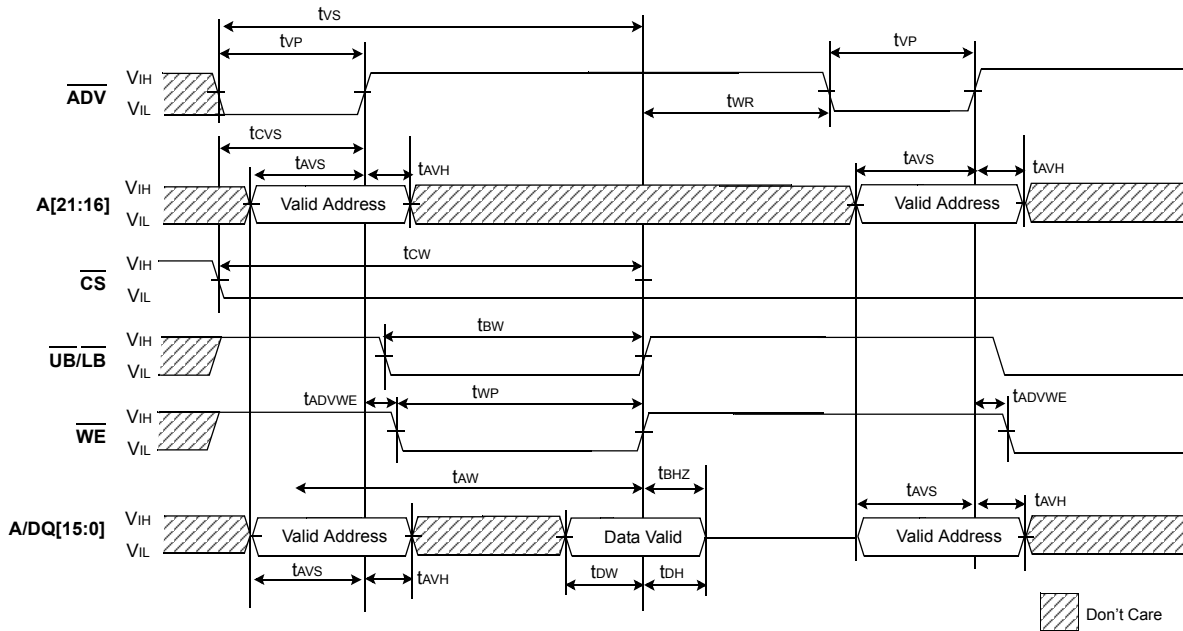 tVS
tVP
tVP
VIH
ADV
VIL
tWR
tCVS
tAVS
tAVH
tAVS
tAVH
VIH
A[21:16]
Valid Address
Valid Address
VIL
tCW
VIH
CS
VIL
tBW
VIH
UB/LB
VIL
tADVWE
tWP
tADVWE
VIH
WE
VIL
tAW
tBHZ
tAVS
tAVH
VIH
A/DQ[15:0]
Valid Address
Data Valid
Valid Address
VIL
tAVS
tAVH
tDW
tDH
Don't Care